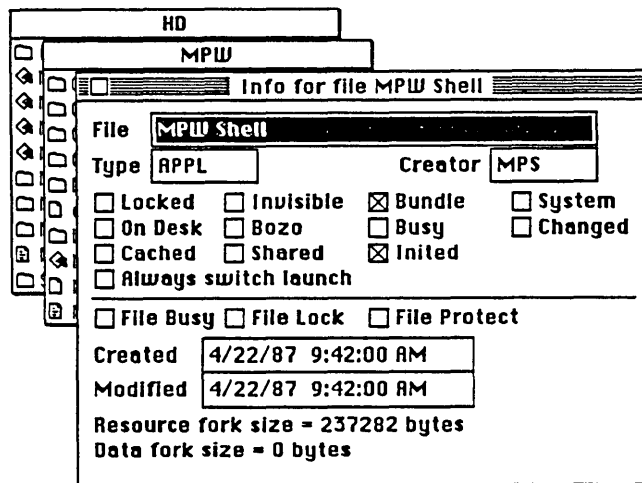 HD
MPW
Info for file MPW Shell
File MPW Shell
Type APPL Creator MPS
Locked Invisible Bundle System
On Desk Bozo Busy Changed
Cached Shared Inited
Always switch launch
File Busy File Lock File Protect
Created 4/22/87 9:42:00 AM
Modified 4/22/87 9:42:00 AM
Resource fork size = 237282 bytes
Data fork size = 0 bytes